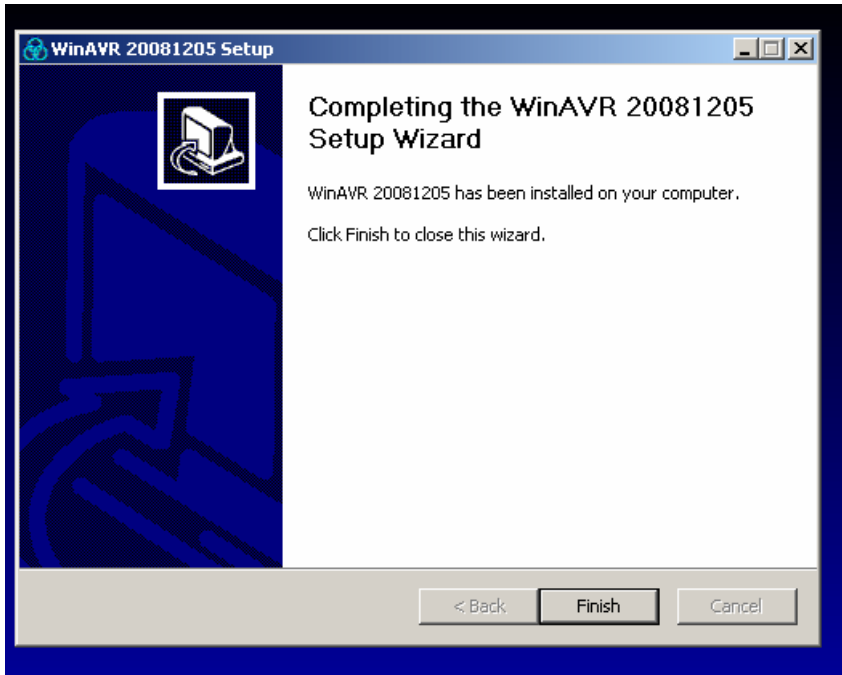 WinAVR 20081205 Setup
Completing the WinAVR 20081205
Setup Wizard
WinAVR 20081205 has been installed on your computer.
Click Finish to close this wizard.
< Back
Finish
Cancel